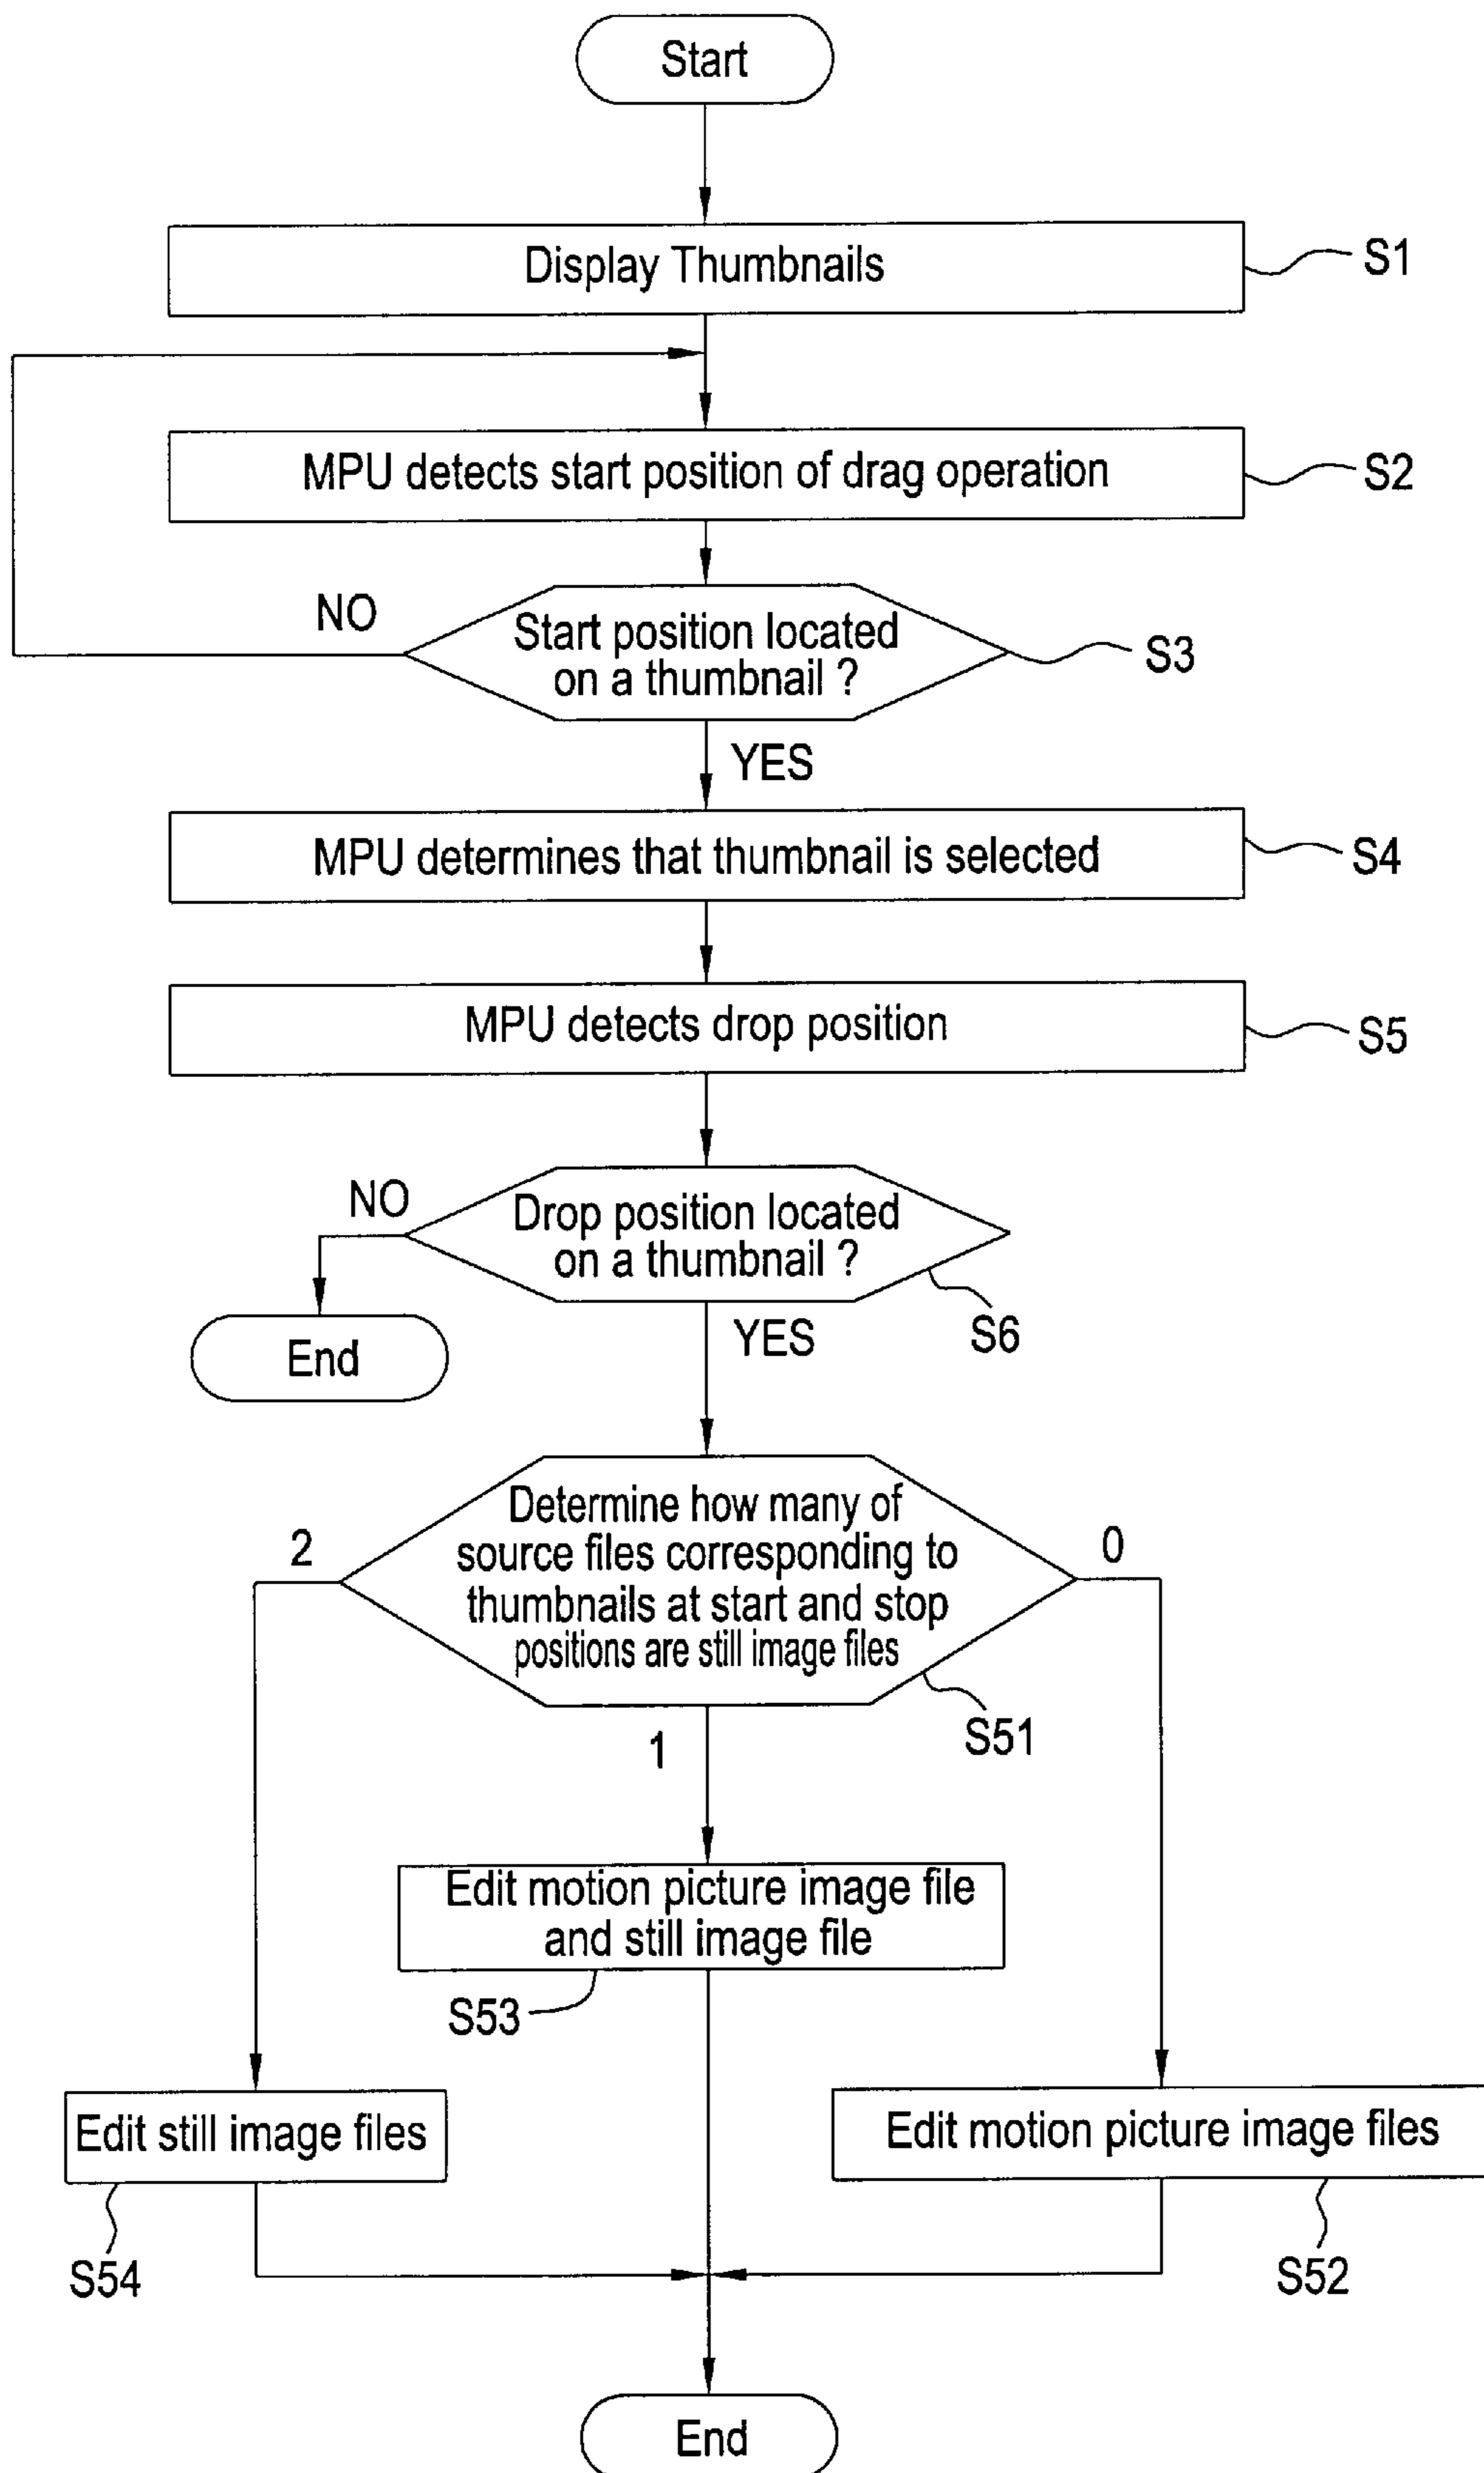 Start
Display Thumbnails
S1
MPU detects start position of drag operation
S2
NO
Start position located
on a thumbnail ?
S3
YES
MPU determines that thumbnail is selected
S4
MPU detects drop position
S5
NO
Drop position located
on a thumbnail ?
S6
End
YES
Determine how many of
source files corresponding to
thumbnails at start and stop
positions are still image files
2
0
S51
1
Edit motion picture image file
and still image file
S53
Edit still image files
Edit motion picture image files
S54
S52
End